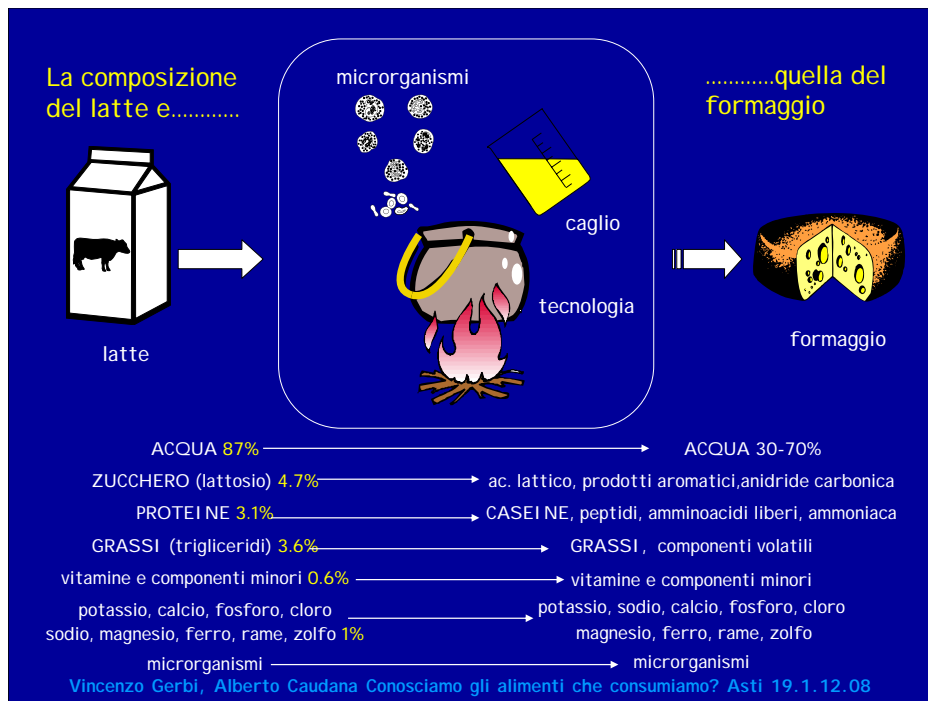 La composizione
del latte e............
microrganismi
............quella del
formaggio
caglio
tecnologia
latte
formaggio
ACQUA 87% ACQUA 30-70%
ZUCCHERO (lattosio) 4.7% ac. lattico, prodotti aromatici,anidride carbonica
PROTEINE 3.1% CASEINE, peptidi, amminoacidi liberi, ammoniaca
GRASSI (trigliceridi) 3.6% GRASSI, componenti volatili
vitamine e componenti minori 0.6% vitamine e componenti minori
potassio, calcio, fosforo, cloro
sodio, magnesio, ferro, rame, zolfo 1%
potassio, sodio, calcio, fosforo, cloro
magnesio, ferro, rame, zolfo
microrganismi microrganismi
Vincenzo Gerbi, Alberto Caudana Conosciamo gli alimenti che consumiamo? Asti 19.1.12.08